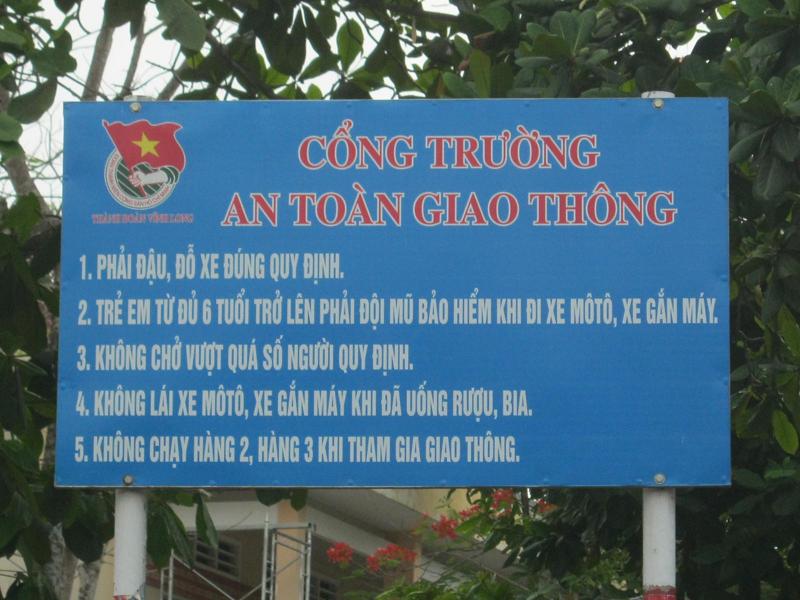 THÀNH ĐOÀN VĨNH LONG
CỔNG TRƯỜNG
AN TOÀN GIAO THÔNG
1. PHẢI ĐẬU, ĐỖ XE ĐÚNG QUY ĐỊNH.
2. TRẺ EM TỪ ĐỦ 6 TUỔI TRỞ LÊN PHẢI ĐỘI MŨ BẢO HIỂM KHI ĐI XE MÔTÔ, XE GẮN MÁY.
3. KHÔNG CHỞ VƯỢT QUÁ SỐ NGƯỜI QUY ĐỊNH.
4. KHÔNG LÁI XE MÔTÔ, XE GẮN MÁY KHI ĐÃ UỐNG RƯỢU, BIA.
5. KHÔNG CHẠY HÀNG 2, HÀNG 3 KHI THAM GIA GIAO THÔNG.